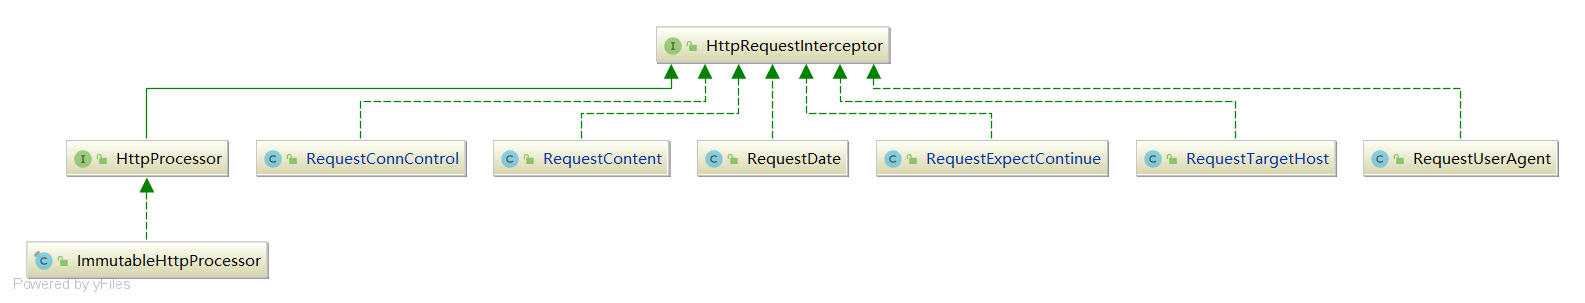 HttpRequestInterceptor
HttpProcessor
RequestConnControl
RequestContent
RequestDate
RequestExpectContinue
RequestTargetHost
RequestUserAgent
ImmutableHttpProcessor
Powered by yFiles